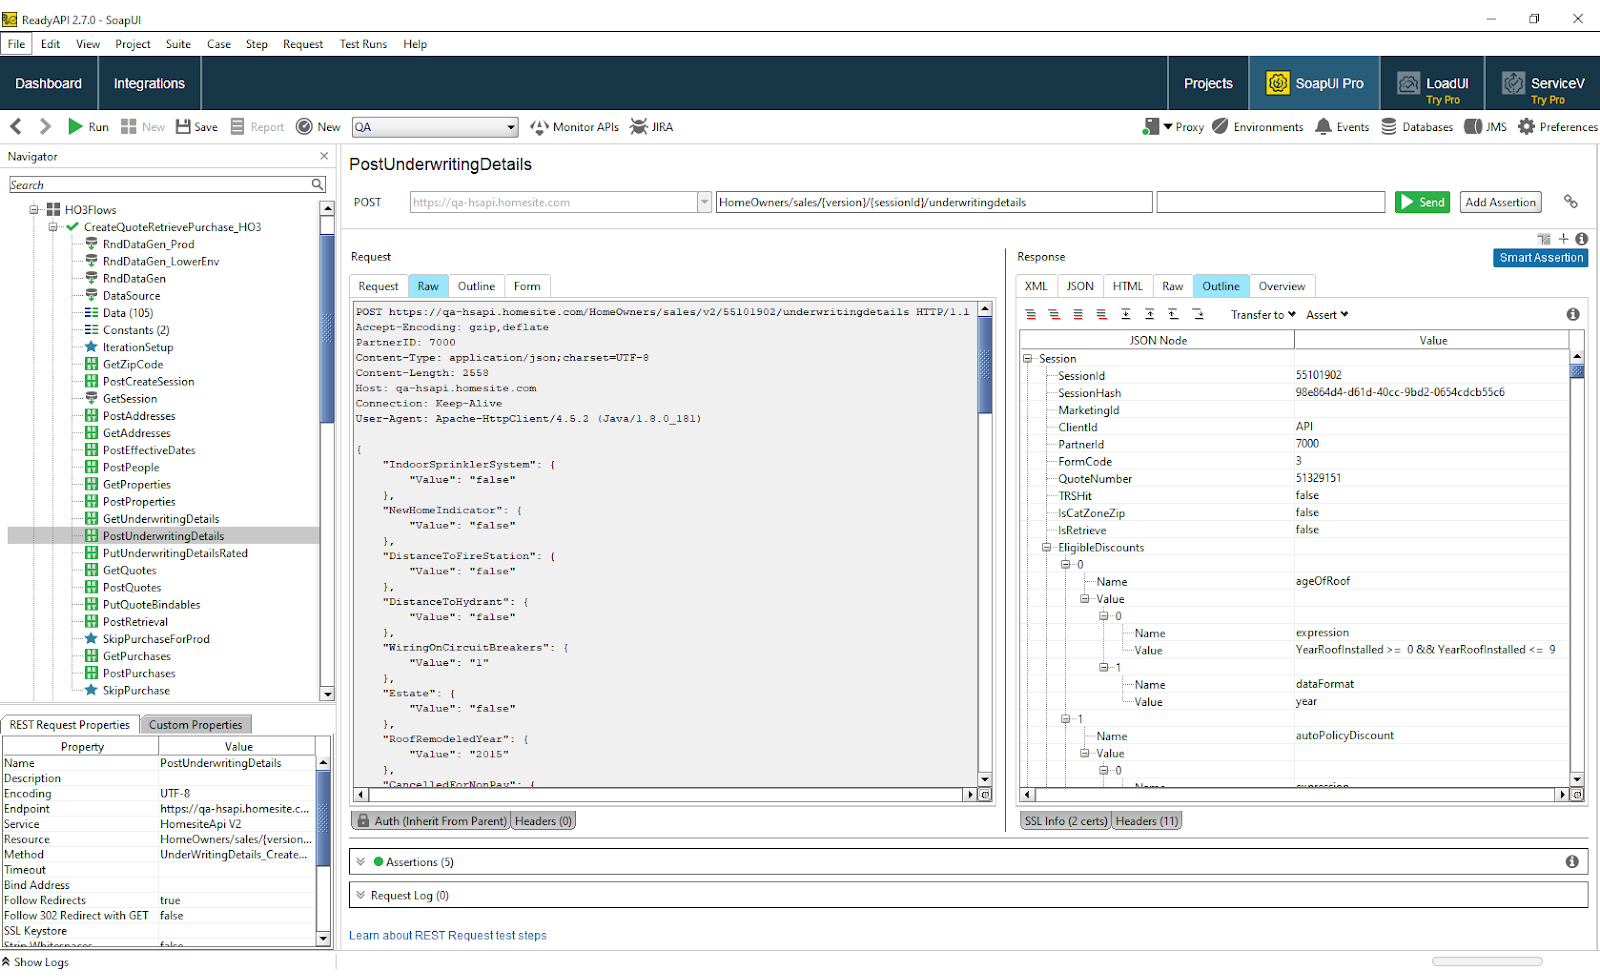 ReadyAPI 2.7.0 - SoapUI
File Edit View Project Suite Case Step Request Test Runs Help
Dashboard Integrations Projects SoapUI Pro LoadUI Try Pro ServiceV Try Pro
Run New Save Report New QA Monitor APIs JIRA Proxy Environments Events Databases JMS Preferences
Navigator
Search
HO3Flows
CreateQuoteRetrievePurchase_HO3
RndDataGen_Prod
RndDataGen_LowerEnv
RndDataGen
DataSource
Data (105)
Constants (2)
IterationSetup
GetZipCode
PostCreateSession
GetSession
PostAddresses
GetAddresses
PostEffectiveDates
PostPeople
GetProperties
PostProperties
GetUnderwritingDetails
PostUnderwritingDetails
PutUnderwritingDetailsRated
GetQuotes
PostQuotes
PutQuoteBindables
PostRetrieval
SkipPurchaseForProd
GetPurchases
PostPurchases
SkipPurchase
REST Request Properties Custom Properties
Property Value
Name PostUnderwritingDetails
Description
Encoding UTF-8
Endpoint https://qa-hsapi.homesite.c...
Service HomesiteApi V2
Resource HomeOwners/sales/{version...
Method UnderWritingDetails_Create...
Timeout
Bind Address
Follow Redirects true
Follow 302 Redirect with GET false
SSL Keystore
Strip Whitespaces false
Show Logs
PostUnderwritingDetails
POST https://qa-hsapi.homesite.com HomeOwners/sales/{version}/{sessionId}/underwritingdetails Send Add Assertion
Request
Request Raw Outline Form
POST https://qa-hsapi.homesite.com/HomeOwners/sales/v2/55101902/underwritingdetails HTTP/1.1
Accept-Encoding: gzip,deflate
PartnerID: 7000
Content-Type: application/json;charset=UTF-8
Content-Length: 2558
Host: qa-hsapi.homesite.com
Connection: Keep-Alive
User-Agent: Apache-HttpClient/4.5.2 (Java/1.8.0_181)
{
"IndoorSprinklerSystem": {
"Value": "false"
},
"NewHomeIndicator": {
"Value": "false"
},
"DistanceToFireStation": {
"Value": "false"
},
"DistanceToHydrant": {
"Value": "false"
},
"WiringOnCircuitBreakers": {
"Value": "1"
},
"Estate": {
"Value": "false"
},
"RoofRemodeledYear": {
"Value": "2015"
},
"CancelledForNonPay": {
Auth (Inherit From Parent) Headers (0)
Response
Smart Assertion
XML JSON HTML Raw Outline Overview
Transfer to Assert
JSON Node Value
Session
SessionId 55101902
SessionHash 98e864d4-d61d-40cc-9bd2-0654cdcb55c6
MarketingId
ClientId API
PartnerId 7000
FormCode 3
QuoteNumber 51329151
TRSHit false
IsCatZoneZip false
IsRetrieve false
EligibleDiscounts
0
Name ageOfRoof
Value
0
Name expression
Value YearRoofInstalled >= 0 && YearRoofInstalled <= 9
1
Name dataFormat
Value year
1
Name autoPolicyDiscount
Value
0
Name expression
SSL Info (2 certs) Headers (11)
Assertions (5)
Request Log (0)
Learn about REST Request test steps